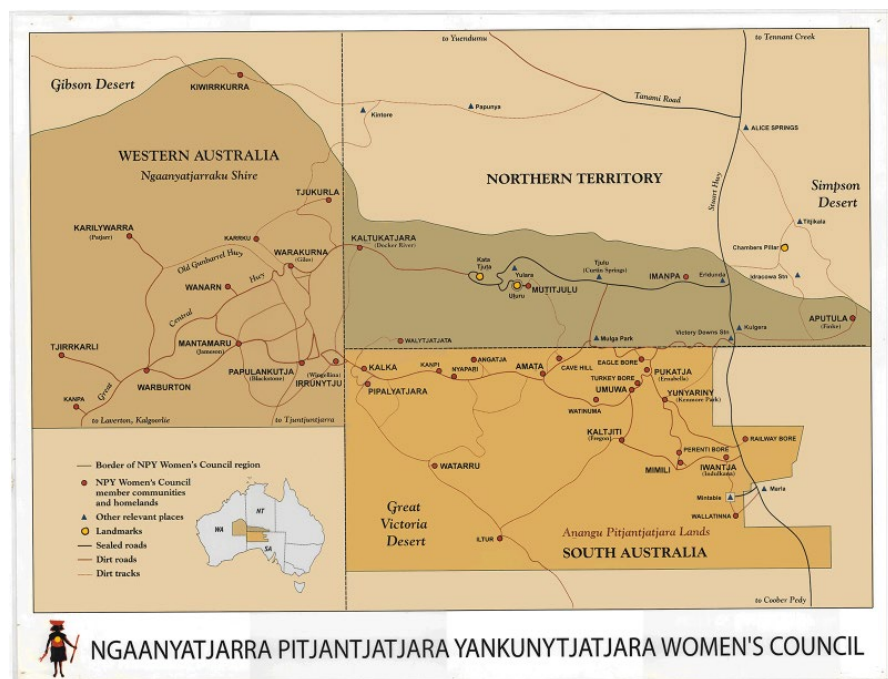 to Yuendumu
to Tennant Creek
Gibson Desert
KIWIRRKURRA
Tanami Road
Papunya
Kintore
ALICE SPRINGS
WESTERN AUSTRALIA
Ngaanyatjarraku Shire
NORTHERN TERRITORY
Stuart Hwy
Simpson
Desert
TJUKURLA
KARILYWARRA
(Patjarr)
KARRKU
KALTUKATJARA
(Docker River)
Titjikala
Chambers Pillar
Old Gunbarrel Hwy
WARAKURNA
(Giles)
Kata
Tjuta
Yulara
Tjulu
(Curtin Springs)
IMANPA
Erldunda
Idracowa Stn
WANARN
Hwy
Uluru
MUTITJULU
APUTULA
(Finke)
Central
Victory Downs Stn
Kulgera
MANTAMARU
(Jameson)
WALYTJATJATA
Mulga Park
TJIRRKARLI
PAPULANKUTJA
(Blackstone)
(Wingellina)
IRRUNYTJU
KALKA
KANPI
NYAPARI
ANGATJA
AMATA
CAVE HILL
EAGLE BORE
PUKATJA
(Ernabella)
TURKEY BORE
UMUWA
WARBURTON
Great
KANPA
PIPALYATJARA
WATINUMA
YUNYARINY
(Kenmore Park)
to Laverton, Kalgoorlie
to Tjuntjuntjarra
KALTJITI
(Fregon)
RAILWAY BORE
PERENTI BORE
MIMILI
IWANTJA
(Indulkana)
WATARRU
Mintabie
Marla
WALLATINNA
Great
Victoria
Desert
ILTUR
Anangu Pitjantjatjara Lands
SOUTH AUSTRALIA
to Coober Pedy
Border of NPY Women's Council region
NPY Women's Council
member communities
and homelands
Other relevant places
Landmarks
Sealed roads
Dirt roads
Dirt tracks
WA
NT
SA
NGAANYATJARRA PITJANTJATJARA YANKUNYTJATJARA WOMEN'S COUNCIL